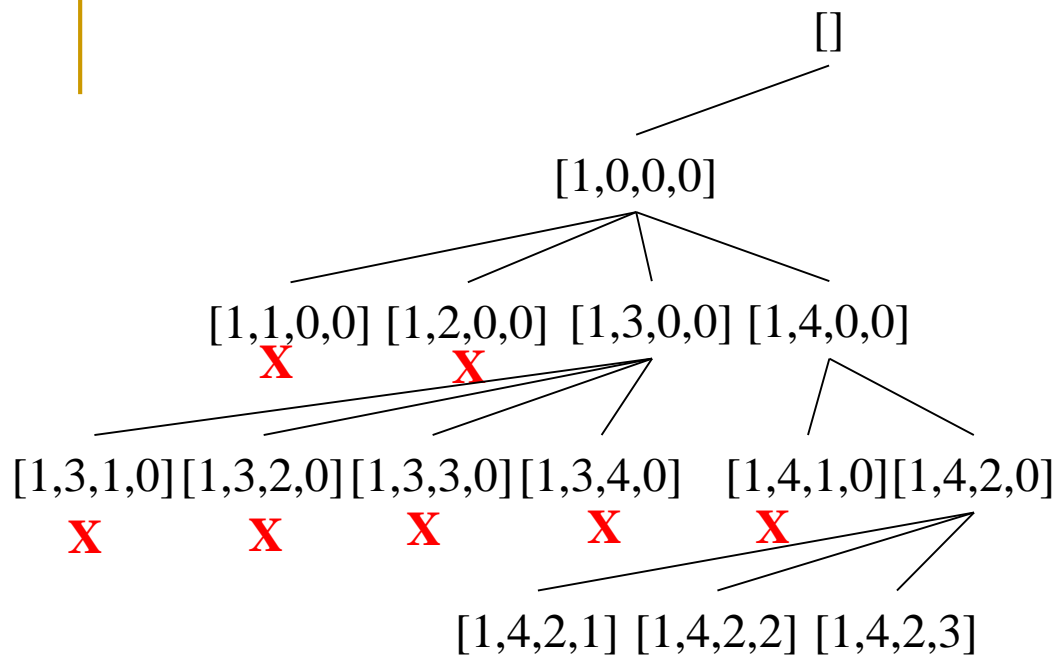 []
[1,0,0,0]
[1,1,0,0] [1,2,0,0] [1,3,0,0] [1,4,0,0]
X X
[1,3,1,0] [1,3,2,0] [1,3,3,0] [1,3,4,0] [1,4,1,0] [1,4,2,0]
X X X X X
[1,4,2,1] [1,4,2,2] [1,4,2,3]